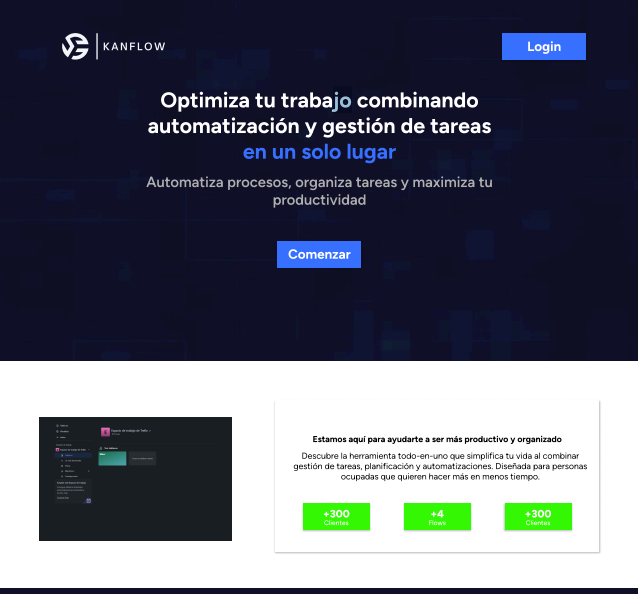 KANFLOW
Login
Optimiza tu trabajo combinando
automatización y gestión de tareas
en un solo lugar
Automatiza procesos, organiza tareas y maximiza tu
productividad
Comenzar
Estamos aquí para ayudarte a ser más productivo y organizado
Descubre la herramienta todo-en-uno que simplifica tu vida al combinar
gestión de tareas, planificación y automatizaciones. Diseñada para personas
ocupadas que quieren hacer más en menos tiempo.
+300
Clientes
+4
Flows
+300
Clientes